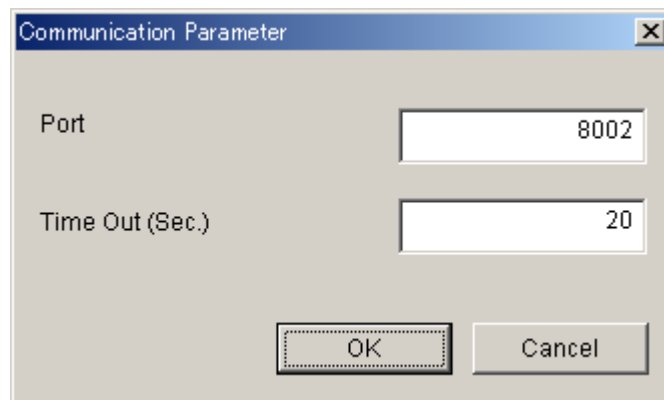 Communication Parameter
Port
8002
Time Out (Sec.)
20
OK
Cancel